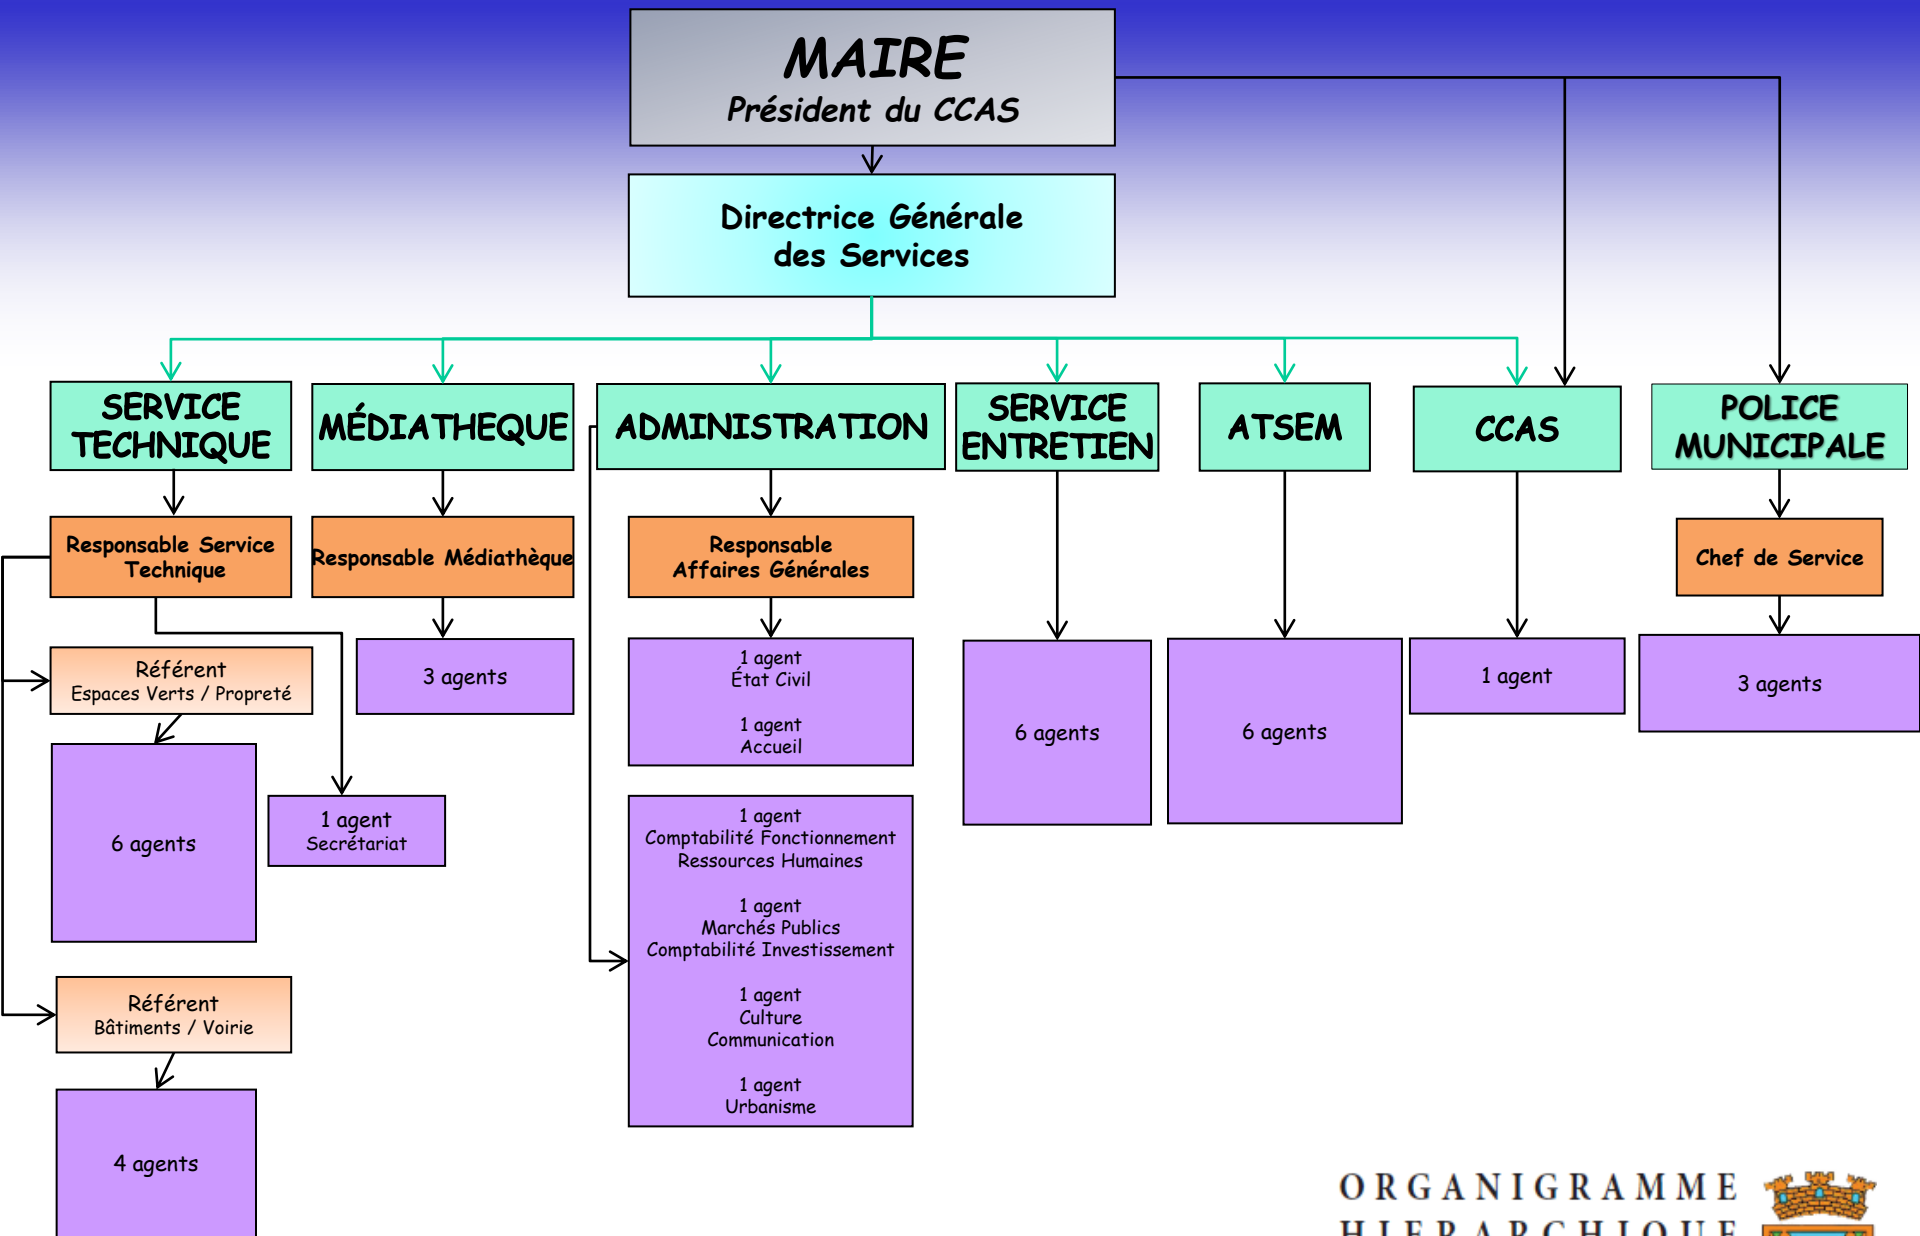 MAIRE
Président du CCAS
Directrice Générale
des Services
SERVICE
TECHNIQUE
MÉDIATHEQUE
ADMINISTRATION
SERVICE
ENTRETIEN
ATSEM
CCAS
POLICE
MUNICIPALE
Responsable Service
Technique
Responsable Médiathèque
Responsable
Affaires Générales
Chef de Service
Référent
Espaces Verts / Propreté
3 agents
1 agent
État Civil
1 agent
Accueil
6 agents
6 agents
1 agent
3 agents
6 agents
1 agent
Secrétariat
1 agent
Comptabilité Fonctionnement
Ressources Humaines
1 agent
Marchés Publics
Comptabilité Investissement
1 agent
Culture
Communication
1 agent
Urbanisme
Référent
Bâtiments / Voirie
4 agents
ORGANIGRAMME
HIERARCHIQUE